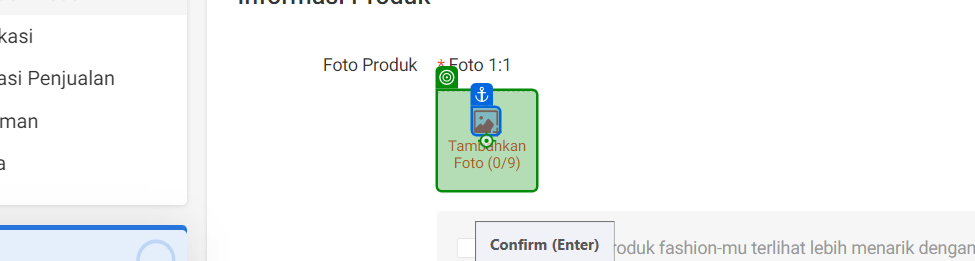 Informasi Produk
kasi
asi Penjualan
man
a
Foto Produk
* Foto 1:1
Tambahkan
Foto (0/9)
Confirm (Enter)
roduk fashion-mu terlihat lebih menarik dengan